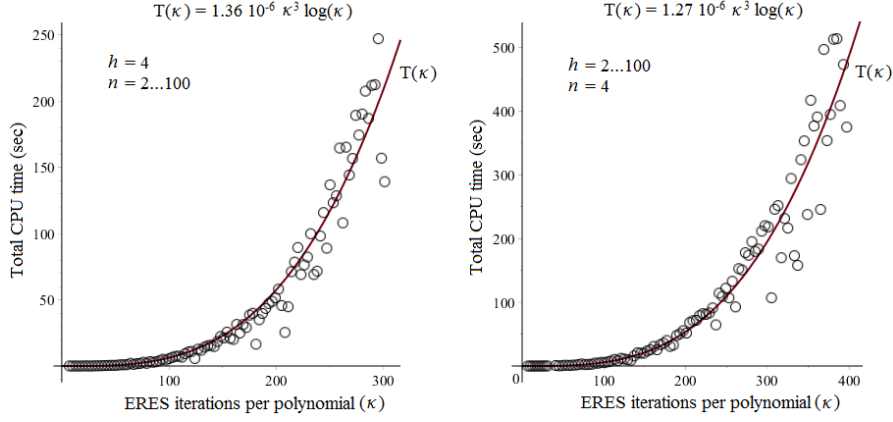 T(κ) = 1.36 10⁻⁶ κ³ log(κ)
250
200
150
100
50
100
200
300
h = 4
n = 2...100
T(κ)
Total CPU time (sec)
ERES iterations per polynomial (κ)
T(κ) = 1.27 10⁻⁶ κ³ log(κ)
500
400
300
200
100
0
100
200
300
400
h = 2...100
n = 4
T(κ)
Total CPU time (sec)
ERES iterations per polynomial (κ)